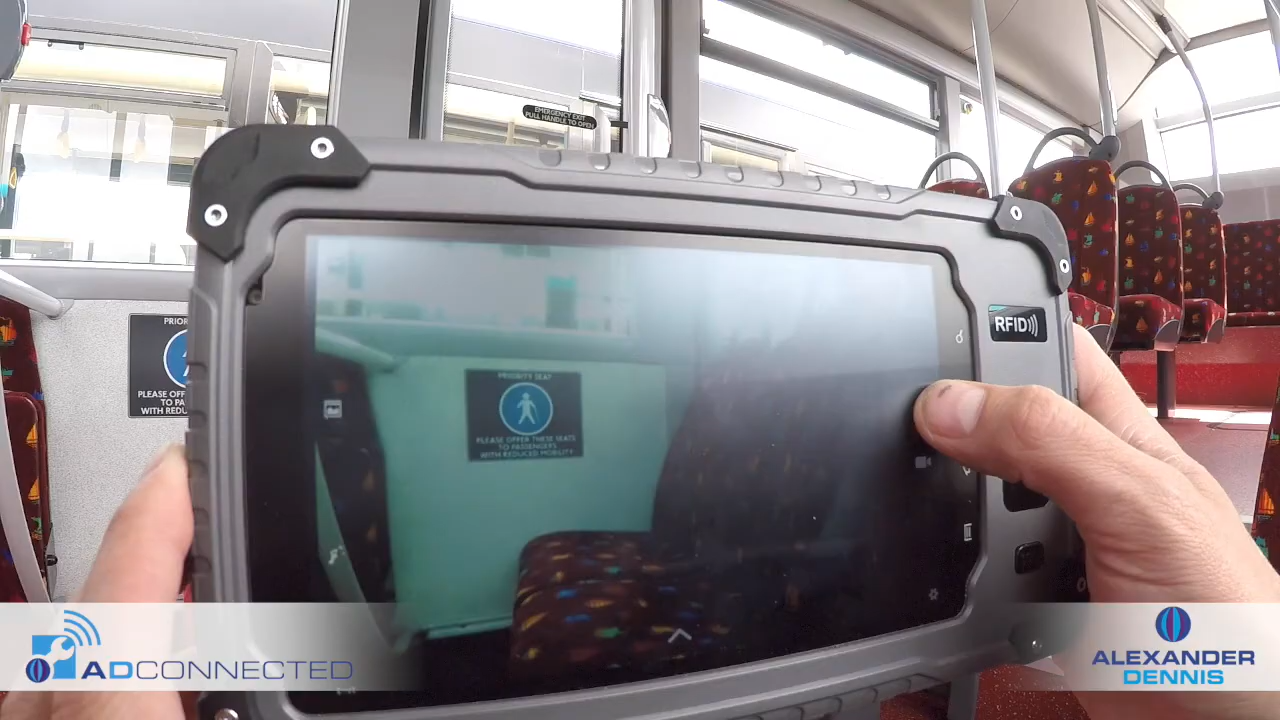 EMERGENCY EXIT
PULL HANDLE TO OPEN
RFID
PRIOR
PLEASE OFF
TO PA
WITH REDU
PRIORITY SEAT
PLEASE OFFER THESE SEATS
TO PASSENGERS
WITH REDUCED MOBILITY
ADCONNECTED
ALEXANDER
DENNIS